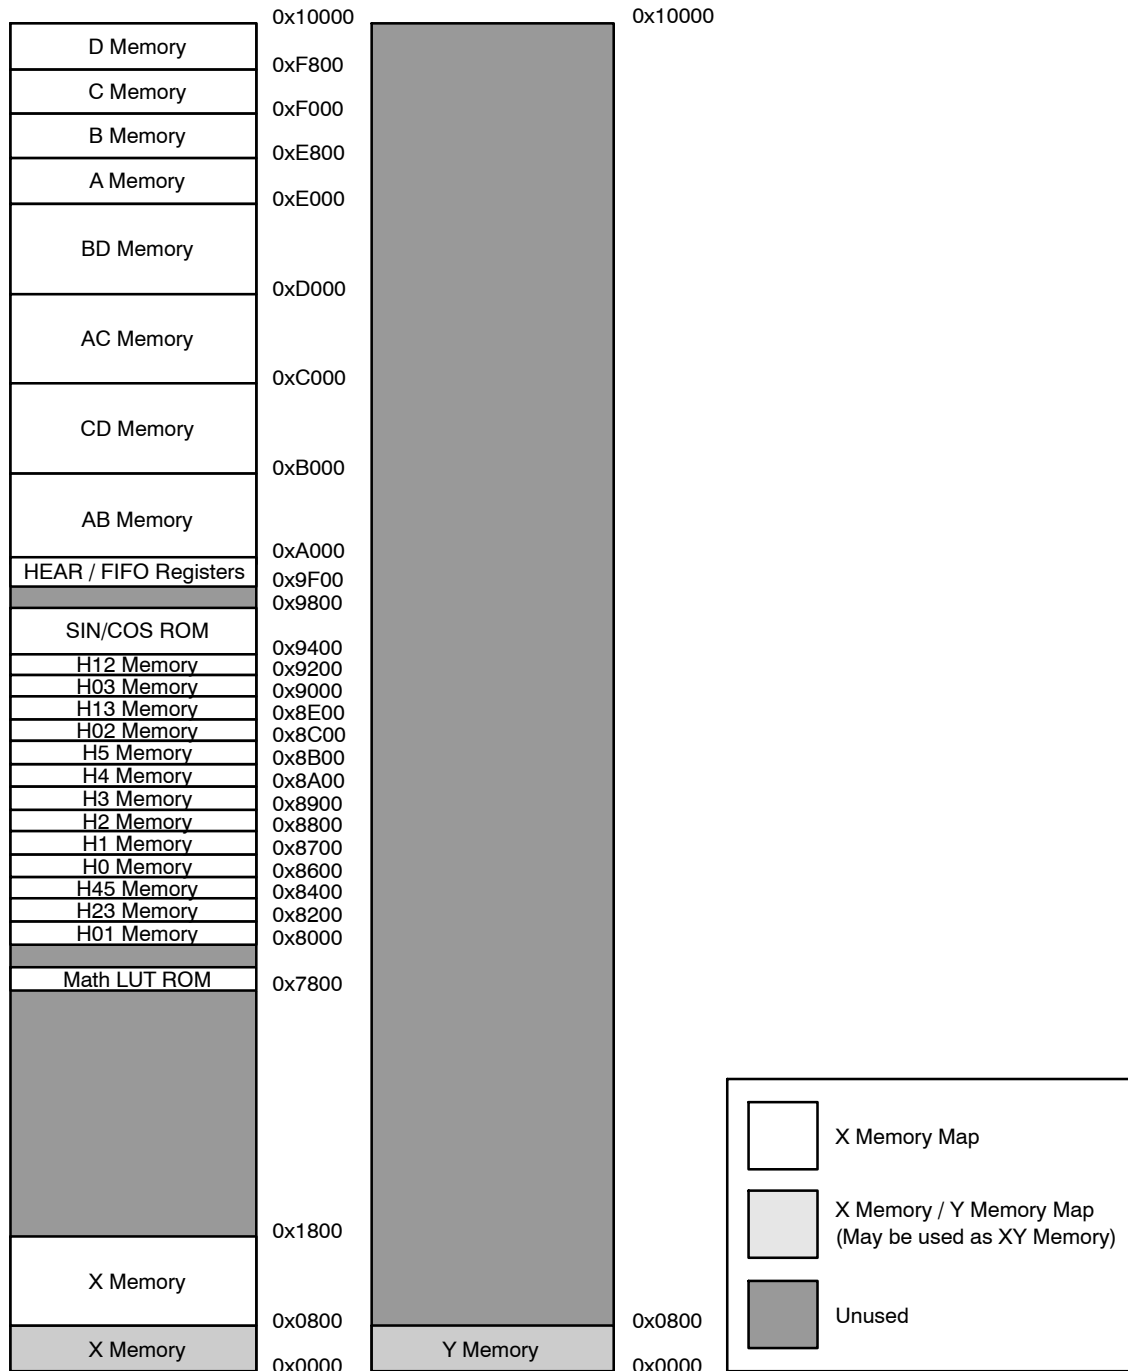 0x10000
D Memory
0xF800
C Memory
0xF000
B Memory
0xE800
A Memory
0xE000
BD Memory
0xD000
AC Memory
0xC000
CD Memory
0xB000
AB Memory
0xA000
HEAR / FIFO Registers
0x9F00
0x9800
SIN/COS ROM
0x9400
H12 Memory
0x9200
H03 Memory
0x9000
H13 Memory
0x8E00
H02 Memory
0x8C00
H5 Memory
0x8B00
H4 Memory
0x8A00
H3 Memory
0x8900
H2 Memory
0x8800
H1 Memory
0x8700
H0 Memory
0x8600
H45 Memory
0x8400
H23 Memory
0x8200
H01 Memory
0x8000
Math LUT ROM
0x7800
0x1800
X Memory
0x0800
X Memory
0x0000
0x10000
0x0800
Y Memory
0x0000
X Memory Map
X Memory / Y Memory Map
(May be used as XY Memory)
Unused